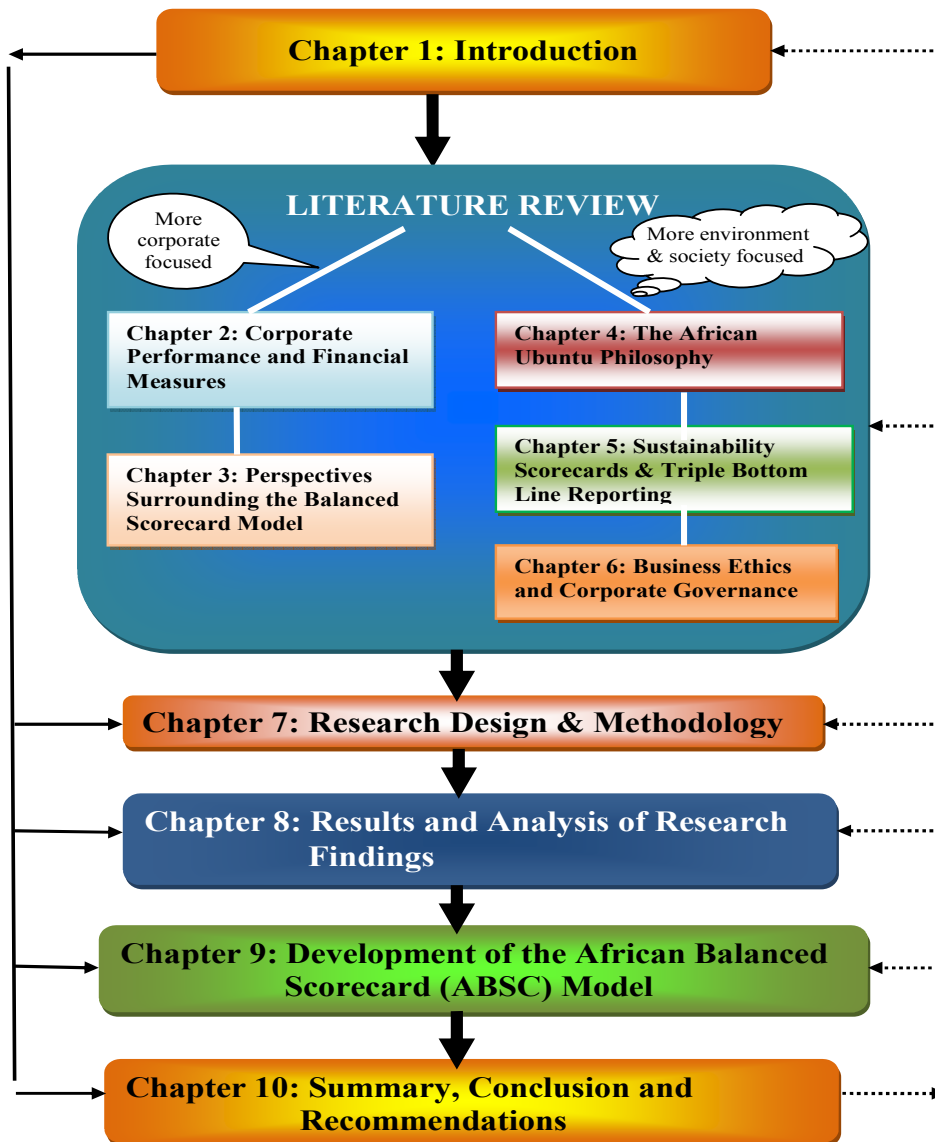 Chapter 1: Introduction
LITERATURE REVIEW
More
corporate
focused
More environment
& society focused
Chapter 2: Corporate
Performance and Financial
Measures
Chapter 3: Perspectives
Surrounding the Balanced
Scorecard Model
Chapter 4: The African
Ubuntu Philosophy
Chapter 5: Sustainability
Scorecards & Triple Bottom
Line Reporting
Chapter 6: Business Ethics
and Corporate Governance
Chapter 7: Research Design & Methodology
Chapter 8: Results and Analysis of Research
Findings
Chapter 9: Development of the African Balanced
Scorecard (ABSC) Model
Chapter 10: Summary, Conclusion and
Recommendations